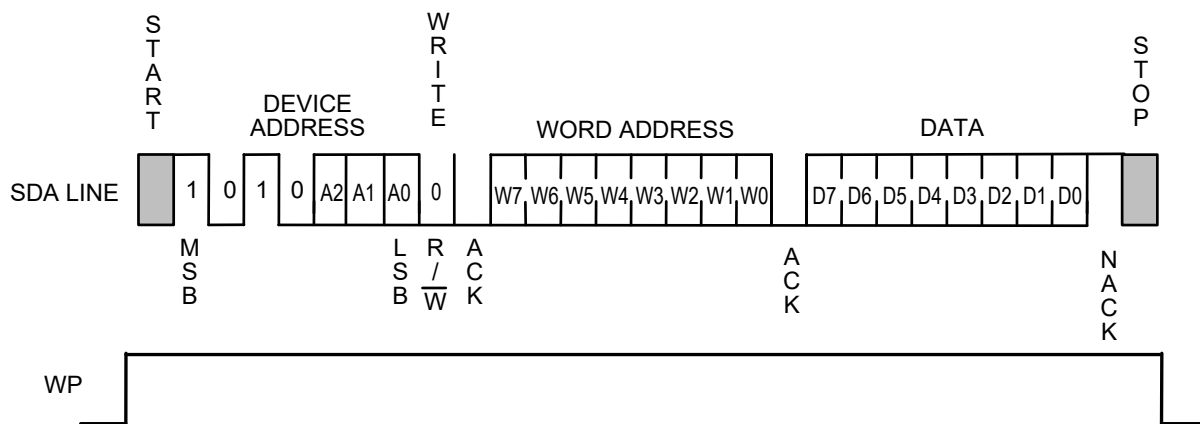 START
WRITE
STOP
DEVICE
ADDRESS
WORD ADDRESS
DATA
SDA LINE
1 0 1 0 A2 A1 A0 0 W7 W6 W5 W4 W3 W2 W1 W0 D7 D6 D5 D4 D3 D2 D1 D0
MSB
LSB
R/W
ACK
ACK
NACK
WP